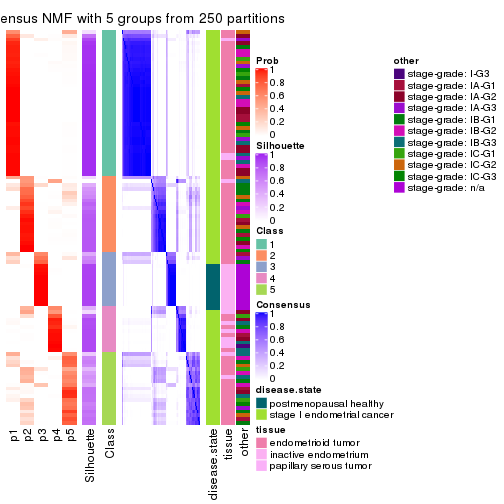 ensus NMF with 5 groups from 250 partitions
Prob
1
0.8
0.6
0.4
0.2
0
Silhouette
1
0.8
0.6
0.4
0.2
0
Class
1
2
3
4
5
Consensus
1
0.8
0.6
0.4
0.2
0
disease.state
postmenopausal healthy
stage I endometrial cancer
tissue
endometrioid tumor
inactive endometrium
papillary serous tumor
other
stage-grade: I-G3
stage-grade: IA-G1
stage-grade: IA-G2
stage-grade: IA-G3
stage-grade: IB-G1
stage-grade: IB-G2
stage-grade: IB-G3
stage-grade: IC-G1
stage-grade: IC-G2
stage-grade: IC-G3
stage-grade: n/a
p1
p2
p3
p4
p5
Silhouette
Class
disease.state
tissue
other